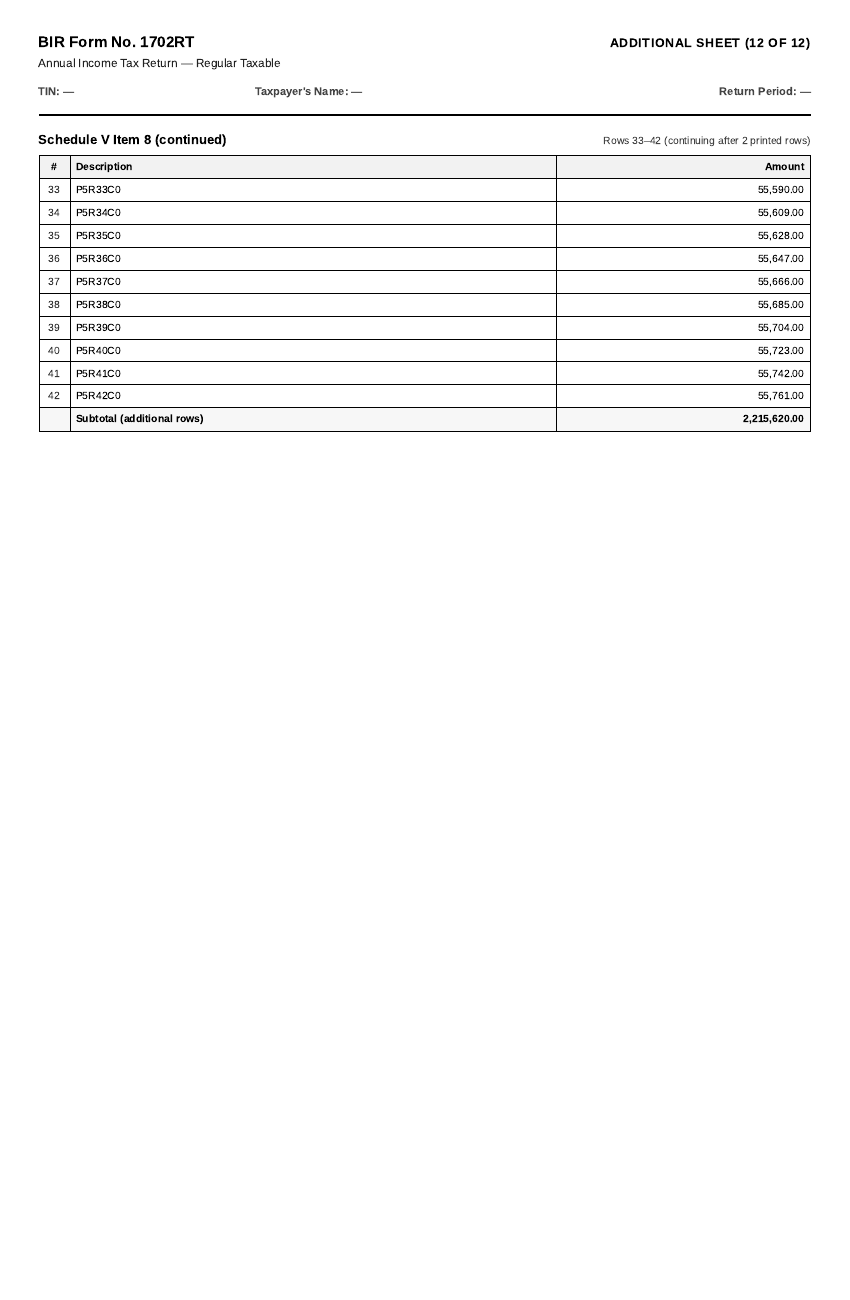 BIR Form No. 1702RT
ADDITIONAL SHEET (12 OF 12)
Annual Income Tax Return — Regular Taxable
TIN: — Taxpayer's Name: — Return Period: —
Schedule V Item 8 (continued)
Rows 33–42 (continuing after 2 printed rows)
# Description Amount
33 P5R33C0 55,590.00
34 P5R34C0 55,609.00
35 P5R35C0 55,628.00
36 P5R36C0 55,647.00
37 P5R37C0 55,666.00
38 P5R38C0 55,685.00
39 P5R39C0 55,704.00
40 P5R40C0 55,723.00
41 P5R41C0 55,742.00
42 P5R42C0 55,761.00
Subtotal (additional rows) 2,215,620.00